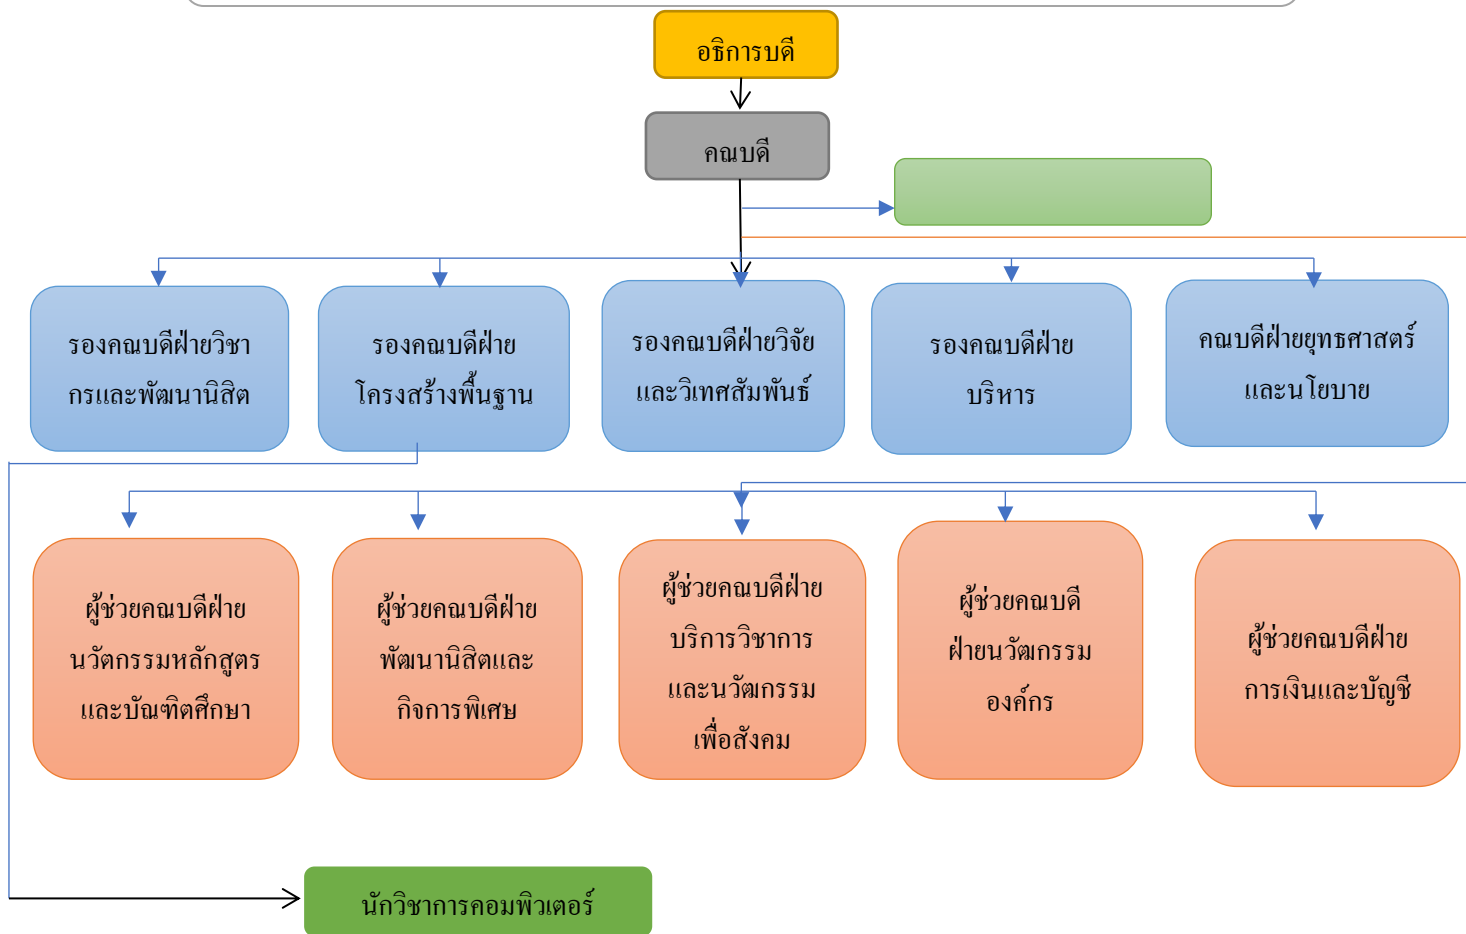 อธิการบดี
คณบดี
รองคณบดีฝ่ายวิชา
กรและพัฒนานิสิต
รองคณบดีฝ่าย
โครงสร้างพื้นฐาน
รองคณบดีฝ่ายวิจัย
และวิเทศสัมพันธ์
รองคณบดีฝ่าย
บริหาร
คณบดีฝ่ายยุทธศาสตร์
และนโยบาย
ผู้ช่วยคณบดีฝ่าย
นวัตกรรมหลักสูตร
และบัณฑิตศึกษา
ผู้ช่วยคณบดีฝ่าย
พัฒนานิสิตและ
กิจการพิเศษ
ผู้ช่วยคณบดีฝ่าย
บริการวิชาการ
และนวัตกรรม
เพื่อสังคม
ผู้ช่วยคณบดี
ฝ่ายนวัฒกรรม
องค์กร
ผู้ช่วยคณบดีฝ่าย
การเงินและบัญชี
นักวิชาการคอมพิวเตอร์